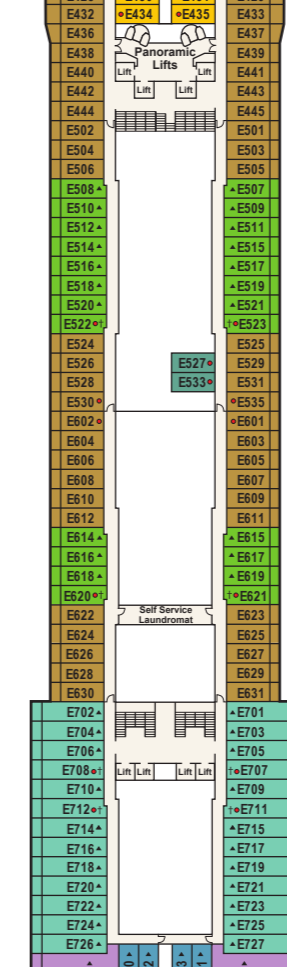 E432 E434 E435 E433
E436 E437
E438 Panoramic E439
Lifts
E440 Lift Lift E441
E442 Lift Lift E443
E444 E445
E502 E501
E504 E503
E506 E505
E508 E507
E510 E509
E512 E511
E514 E515
E516 E517
E518 E519
E520 E521
E522 † † E523
E524 E525
E526 E527 E529
E528 E533 E531
E530 E535
E602 E601
E604 E603
E606 E605
E608 E607
E610 E609
E612 E611
E614 E615
E616 E617
E618 E619
E620 † † E621
E622 Self Service E623
Laundromat
E624 E625
E626 E627
E628 E629
E630 E631
E702 E701
E704 E703
E706 E705
E708 † Lift Lift Lift Lift † E707
E710 E709
E712 † † E711
E714 E715
E716 E717
E718 E719
E720 E721
E722 E723
E724 E725
E726 E727